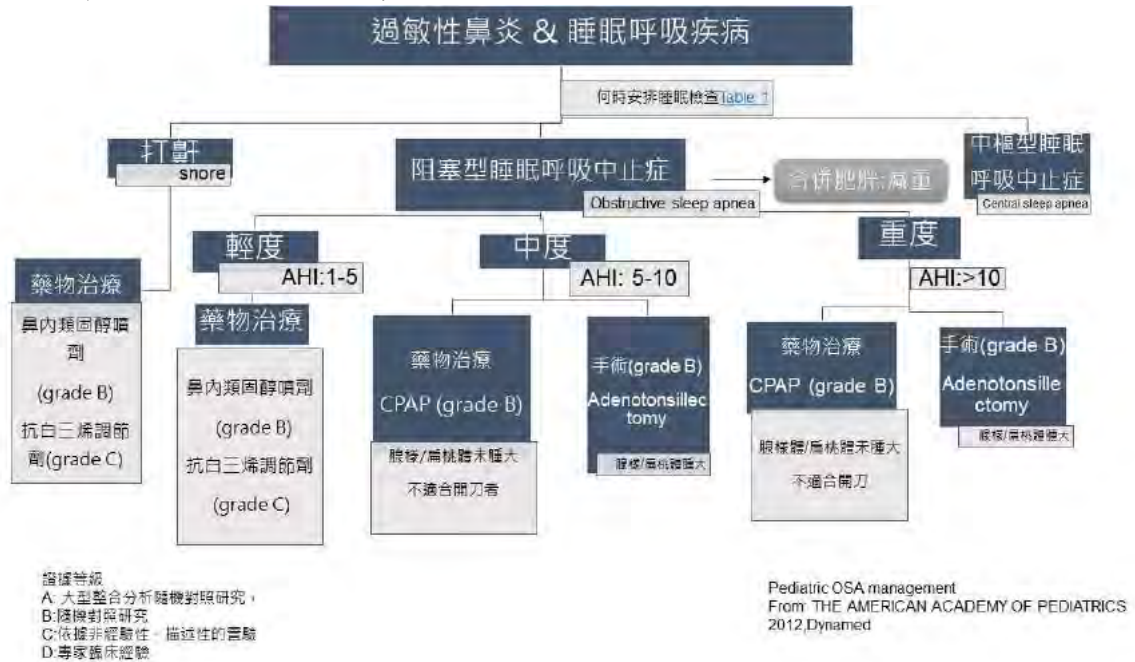 過敏性鼻炎 & 睡眠呼吸疾病
何時安排睡眠檢查Table 1
打鼾
snore
阻塞型睡眠呼吸中止症
Obstructive sleep apnea
合併肥胖:減重
中樞型睡眠
呼吸中止症
Central sleep apnea
輕度
AHI:1-5
中度
AHI: 5-10
重度
AHI:>10
藥物治療
鼻內類固醇噴
劑
(grade B)
抗白三烯調節
劑(grade C)
藥物治療
鼻內類固醇噴劑
(grade B)
抗白三烯調節劑
(grade C)
藥物治療
CPAP (grade B)
腺樣/扁桃體未腫大
不適合開刀者
手術(grade B)
Adenotonsillec
tomy
腺樣/扁桃體腫大
藥物治療
CPAP (grade B)
腺樣體/扁桃體未腫大
不適合開刀
手術(grade B)
Adenotonsille
ctomy
腺樣/扁桃體腫大
證據等級
A: 大型整合分析隨機對照研究，
B:隨機對照研究
C:依據非經驗性、描述性的實驗
D:專家臨床經驗
Pediatric OSA management
From THE AMERICAN ACADEMY OF PEDIATRICS
2012,Dynamed